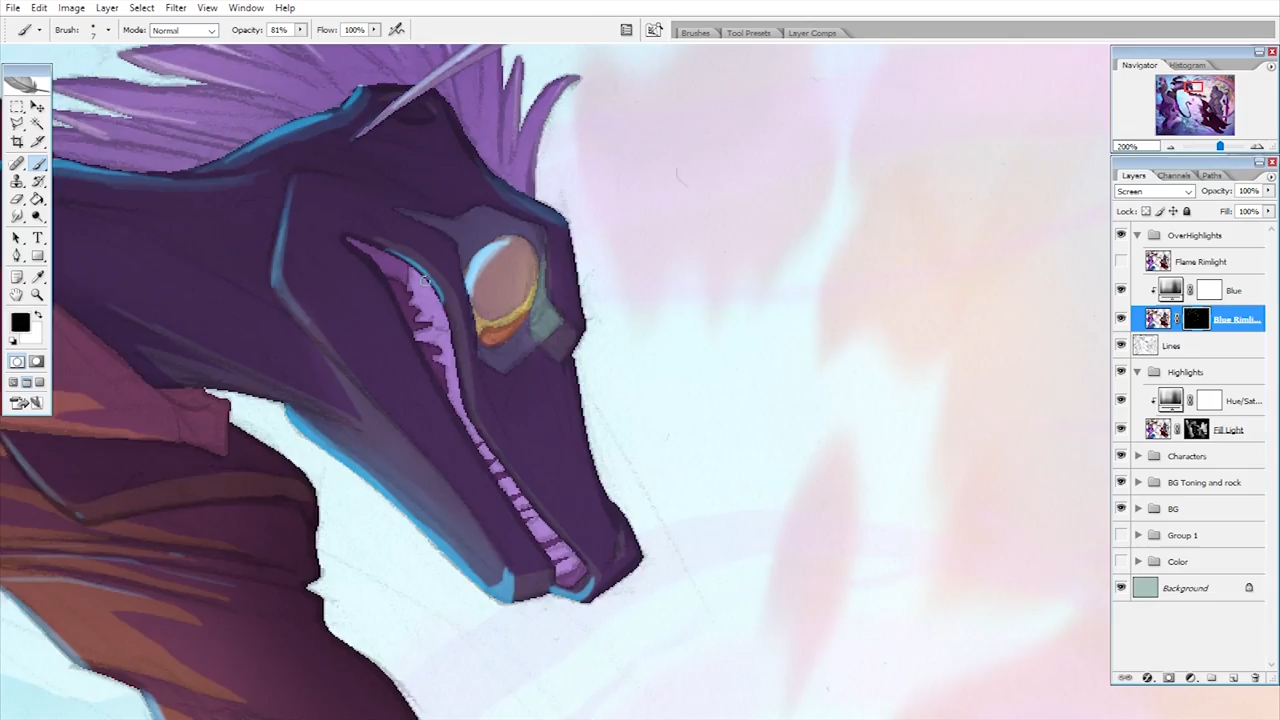 File Edit Image Layer Select Filter View Window Help
Brush: 7 Mode: Normal Opacity: 81% Flow: 100% Brushes Tool Presets Layer Comps
Navigator Histogram
200%
Layers Channels Paths
Screen Opacity: 100%
Lock: Fill: 100%
OverHighlights
Flame Rimlight
Blue
Blue Rimli...
Lines
Highlights
Hue/Sat...
Fill Light
Characters
BG Toning and rock
BG
Group 1
Color
Background